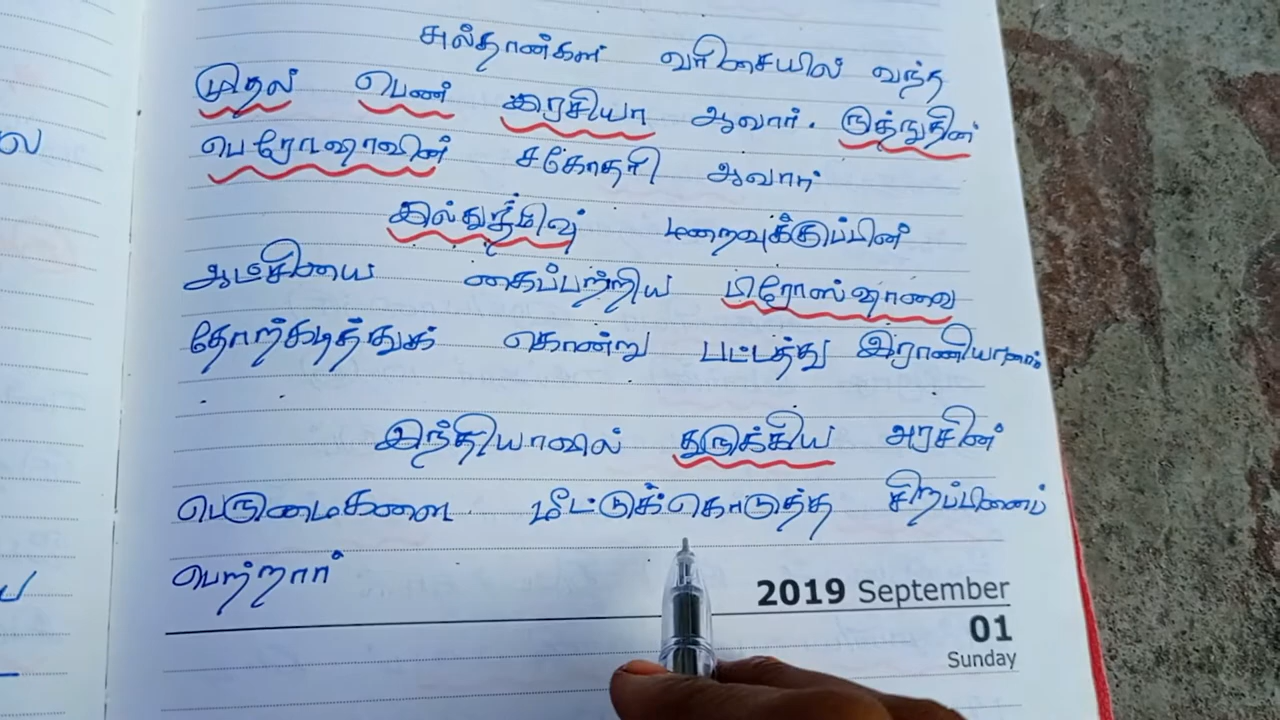 சுல்தான்கள் வரிசையில் வந்த
முதல் பெண் அரசியா ஆவார். ருத்நுதின்
பெரோஷாவின் சகோதரி ஆவார்
இல்துத்மிஷ் மறைவுக்குப்பின்
ஆட்சியை கைப்பற்றிய பிரோஸ்ஷாவை
தோற்கடித்துக் கொண்டு பட்டத்து இராணியானார்
இந்தியாவில் துருக்கிய அரசின்
பெருமைகளை மீட்டுக்கொடுத்த சிறப்பினைப்
பெற்றார்
2019 September
01
Sunday